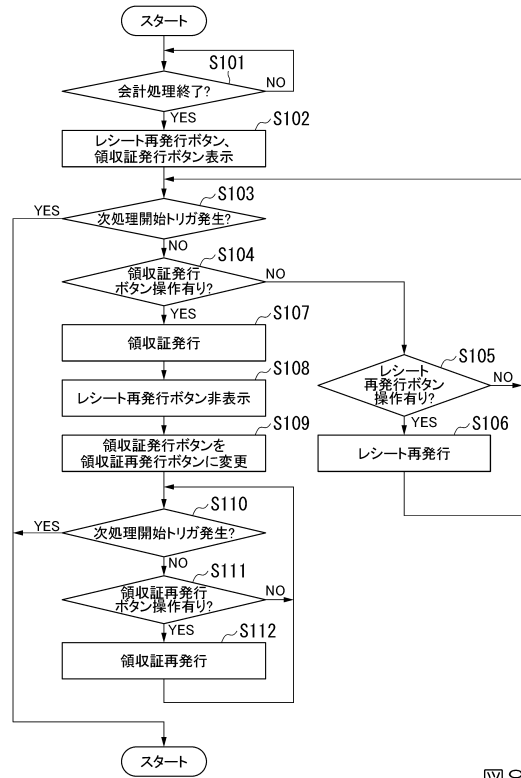 スタート
S101
会計処理終了?
NO
YES
S102
レシート再発行ボタン、
領収証発行ボタン表示
S103
YES
次処理開始トリガ発生?
NO
S104
領収証発行
ボタン操作有り?
NO
YES
S107
領収証発行
S105
レシート
再発行ボタン
操作有り?
NO
YES
S108
レシート再発行ボタン非表示
S106
レシート再発行
S109
領収証発行ボタンを
領収証再発行ボタンに変更
S110
YES
次処理開始トリガ発生?
NO
S111
領収証再発行
ボタン操作有り?
NO
YES
S112
領収証再発行
スタート